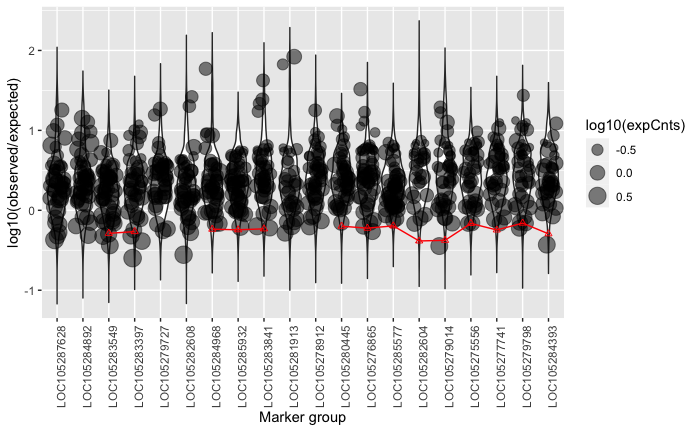 log10(observed/expected)
2
1
0
-1
LOC105287628
LOC105284892
LOC105283549
LOC105283397
LOC105279727
LOC105282608
LOC105284968
LOC105285932
LOC105283841
LOC105281913
LOC105278912
LOC105280445
LOC105276865
LOC105285577
LOC105282604
LOC105279014
LOC105275556
LOC105277741
LOC105279798
LOC105284393
Marker group
log10(expCnts)
-0.5
0.0
0.5